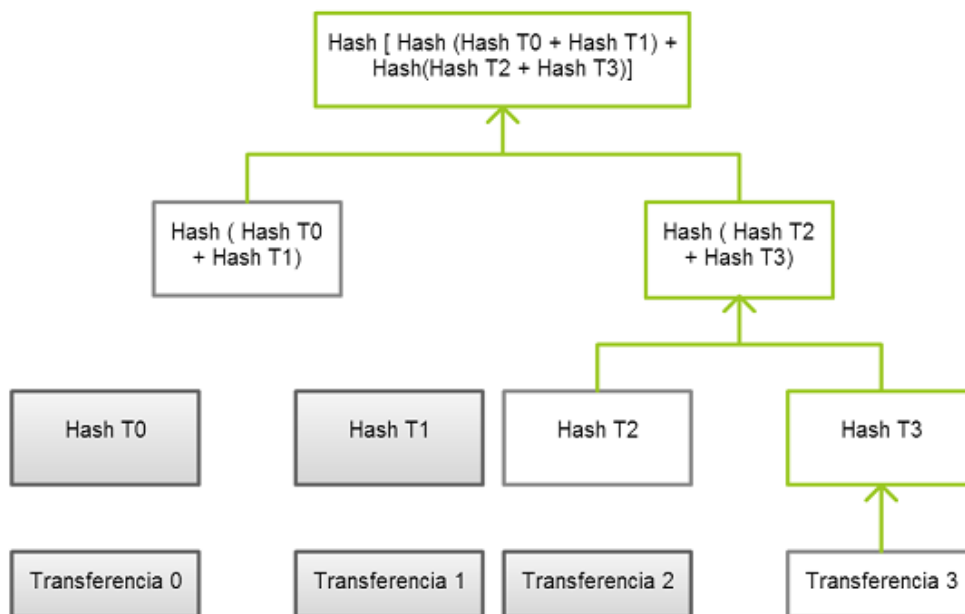 Hash [ Hash (Hash T0 + Hash T1) +
Hash(Hash T2 + Hash T3)]
Hash ( Hash T0
+ Hash T1)
Hash ( Hash T2
+ Hash T3)
Hash T0
Hash T1
Hash T2
Hash T3
Transferencia 0
Transferencia 1
Transferencia 2
Transferencia 3